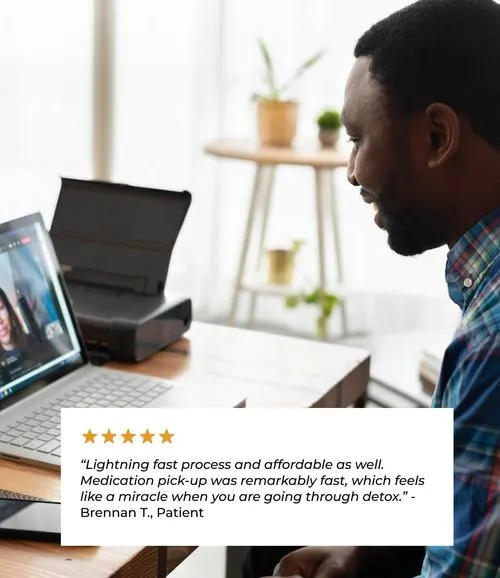 “Lightning fast process and affordable as well.
Medication pick-up was remarkably fast, which feels
like a miracle when you are going through detox.” -
Brennan T., Patient